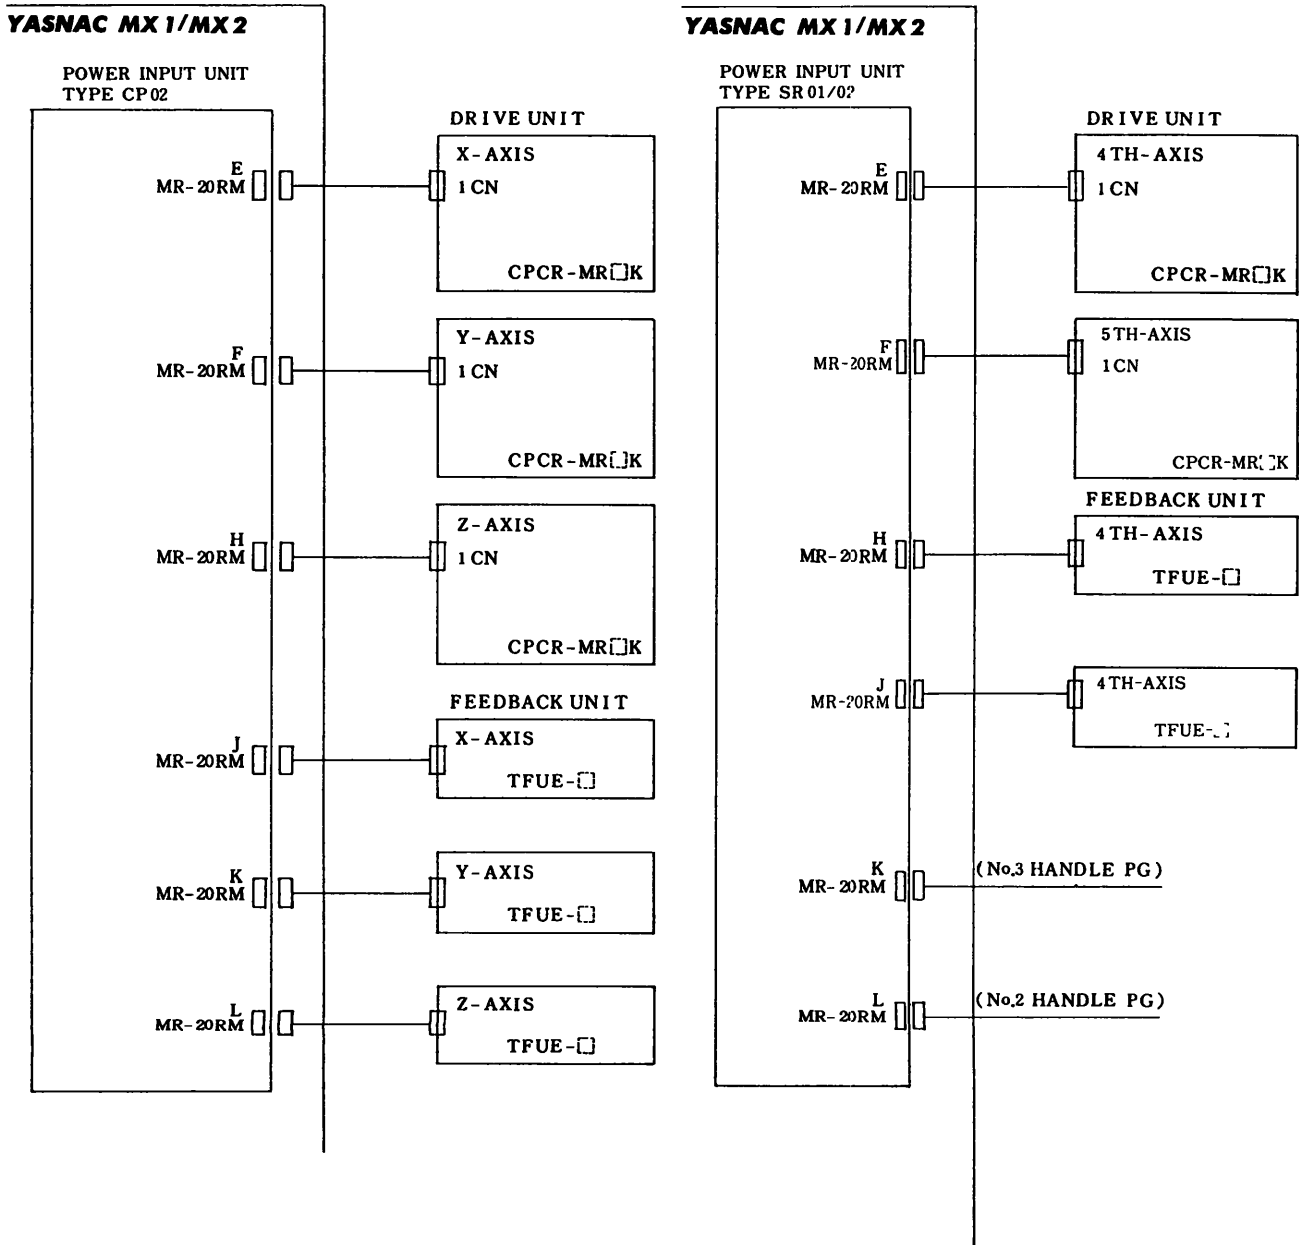 YASNAC MX1/MX2
POWER INPUT UNIT
TYPE CP02
DRIVE UNIT
E
MR-20RM
X-AXIS
1CN
CPCR-MR□K
F
MR-20RM
Y-AXIS
1CN
CPCR-MR□K
H
MR-20RM
Z-AXIS
1CN
CPCR-MR□K
FEEDBACK UNIT
J
MR-20RM
X-AXIS
TFUE-□
K
MR-20RM
Y-AXIS
TFUE-□
L
MR-20RM
Z-AXIS
TFUE-□
YASNAC MX1/MX2
POWER INPUT UNIT
TYPE SR01/02
DRIVE UNIT
E
MR-20RM
4TH-AXIS
1CN
CPCR-MR□K
F
MR-20RM
5TH-AXIS
1CN
CPCR-MR□K
FEEDBACK UNIT
H
MR-20RM
4TH-AXIS
TFUE-□
J
MR-20RM
4TH-AXIS
TFUE-□
K
MR-20RM
(No.3 HANDLE PG)
L
MR-20RM
(No.2 HANDLE PG)